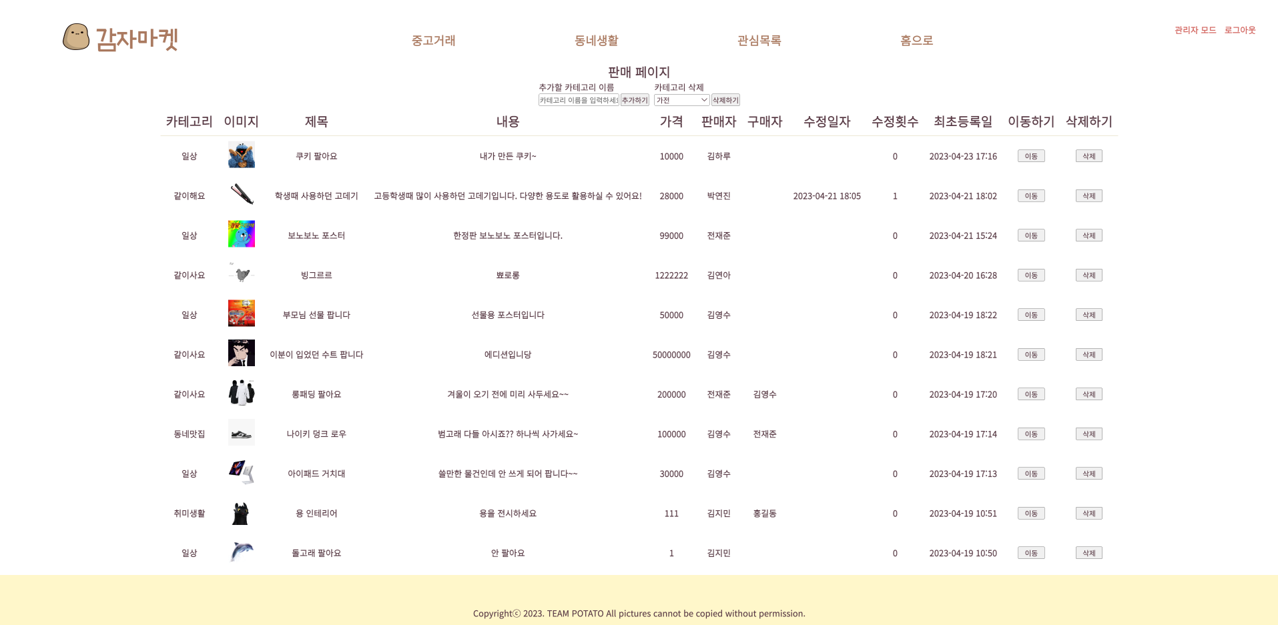 감자마켓
중고거래 동네생활 관심목록 홈으로
관리자 모드 로그아웃
판매 페이지
추가할 카테고리 이름 카테고리 삭제
카테고리 이름을 입력하세요 추가하기 가전 삭제하기
카테고리 이미지 제목 내용 가격 판매자 구매자 수정일자 수정횟수 최초등록일 이동하기 삭제하기
일상 쿠키 팔아요 내가 만든 쿠키~ 10000 김하루 0 2023-04-23 17:16 이동 삭제
같이해요 학생때 사용하던 고데기 고등학생때 많이 사용하던 고데기입니다. 다양한 용도로 활용하실 수 있어요! 28000 박연진 2023-04-21 18:05 1 2023-04-21 18:02 이동 삭제
일상 보노보노 포스터 한정판 보노보노 포스터입니다. 99000 전재준 0 2023-04-21 15:24 이동 삭제
같이사요 빙그르르 뾰로롱 1222222 김연아 0 2023-04-20 16:28 이동 삭제
일상 부모님 선물 팝니다 선물용 포스터입니다 50000 김영수 0 2023-04-19 18:22 이동 삭제
같이사요 이분이 입었던 수트 팝니다 에디션입니당 50000000 김영수 0 2023-04-19 18:21 이동 삭제
같이사요 롱패딩 팔아요 겨울이 오기 전에 미리 사두세요~~ 200000 전재준 김영수 0 2023-04-19 17:20 이동 삭제
동네맛집 나이키 덩크 로우 범고래 다들 아시죠?? 하나씩 사가세요~ 100000 김영수 전재준 0 2023-04-19 17:14 이동 삭제
일상 아이패드 거치대 쓸만한 물건인데 안 쓰게 되어 팝니다~~ 30000 김영수 0 2023-04-19 17:13 이동 삭제
취미생활 용 인테리어 용을 전시하세요 111 김지민 홍길동 0 2023-04-19 10:51 이동 삭제
일상 돌고래 팔아요 안 팔아요 1 김지민 0 2023-04-19 10:50 이동 삭제
Copyrightⓒ 2023. TEAM POTATO All pictures cannot be copied without permission.